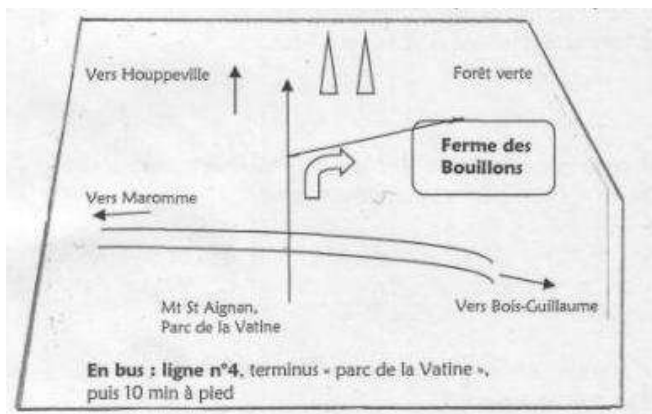 Vers Houppeville
Forêt verte
Ferme des
Bouillons
Vers Maromme
Mt St Aignan,
Parc de la Vatine
Vers Bois-Guillaume
En bus : ligne n°4, terminus « parc de la Vatine »,
puis 10 min à pied